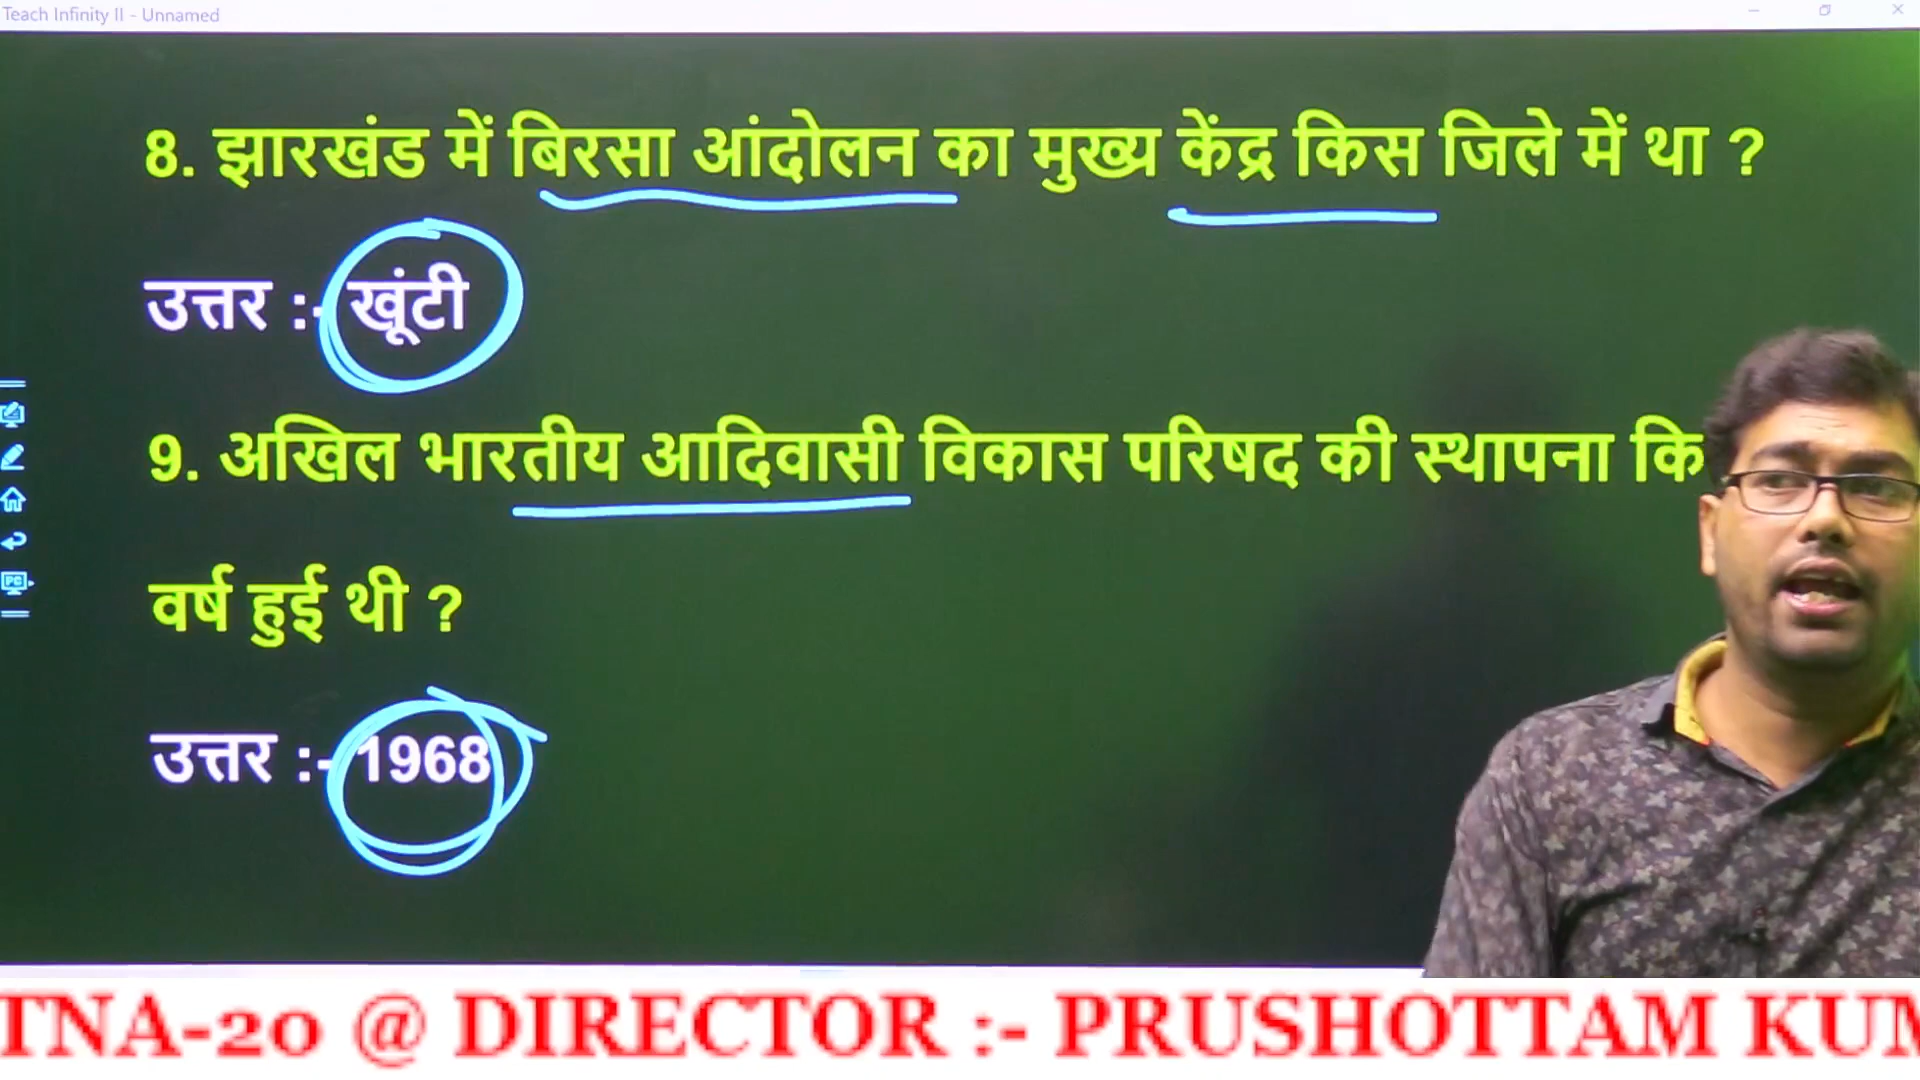 Teach Infinity II - Unnamed
8. झारखंड में बिरसा आंदोलन का मुख्य केंद्र किस जिले में था ?
उत्तर :- खूंटी
9. अखिल भारतीय आदिवासी विकास परिषद की स्थापना कि
वर्ष हुई थी ?
उत्तर :- 1968
TNA-20 @ DIRECTOR :- PRUSHOTTAM KUM